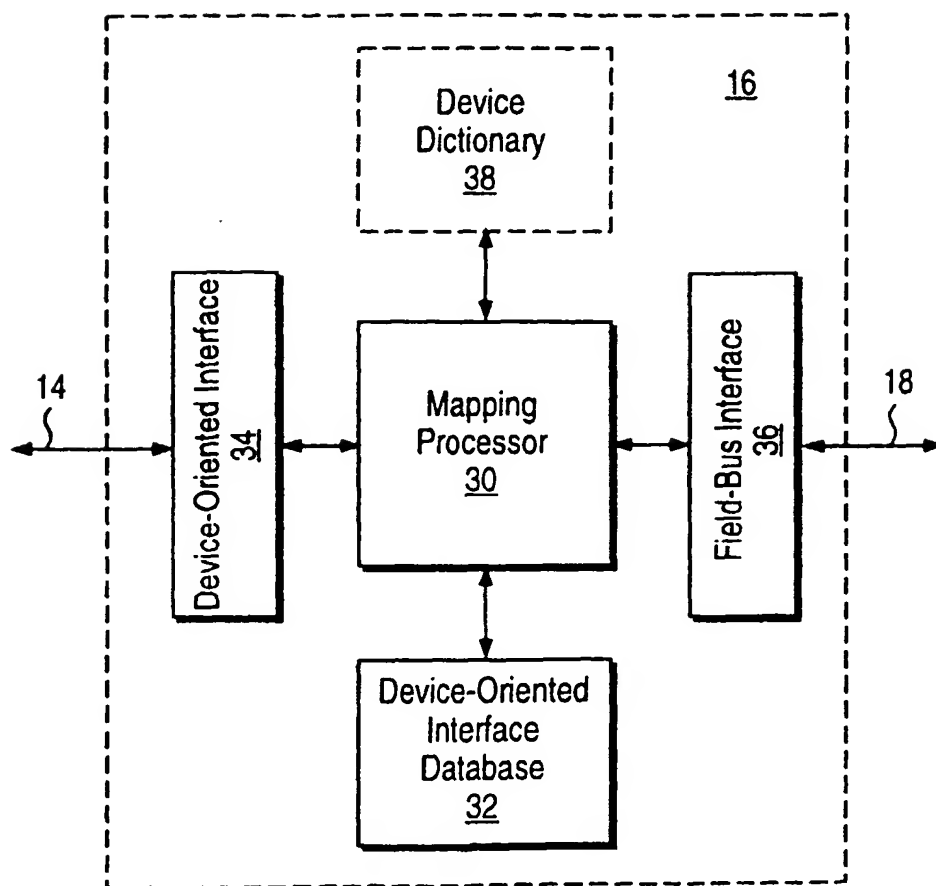 16
Device
Dictionary
38
14
Device-Oriented Interface
34
Mapping
Processor
30
Field-Bus Interface
36
18
Device-Oriented
Interface
Database
32